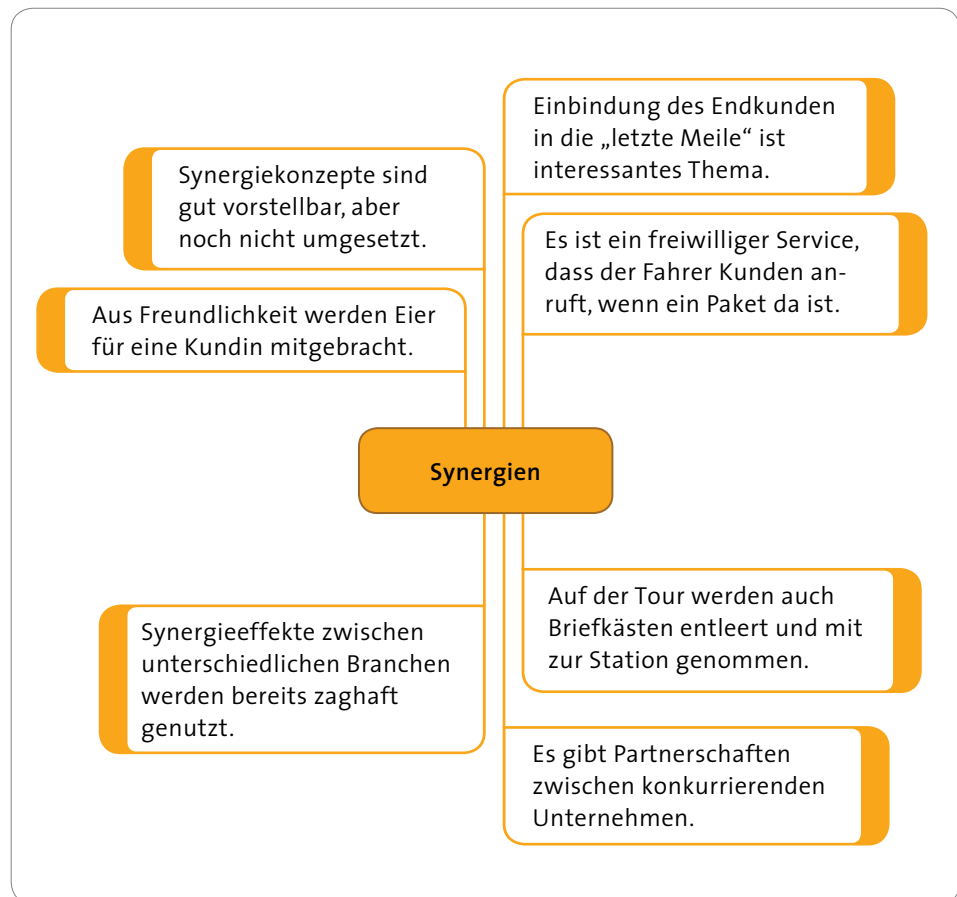 Einbindung des Endkunden
in die „letzte Meile“ ist
interessantes Thema.
Synergiekonzepte sind
gut vorstellbar, aber
noch nicht umgesetzt.
Es ist ein freiwilliger Service,
dass der Fahrer Kunden an-
ruft, wenn ein Paket da ist.
Aus Freundlichkeit werden Eier
für eine Kundin mitgebracht.
Synergien
Auf der Tour werden auch
Briefkästen entleert und mit
zur Station genommen.
Synergieeffekte zwischen
unterschiedlichen Branchen
werden bereits zaghaft
genutzt.
Es gibt Partnerschaften
zwischen konkurrierenden
Unternehmen.